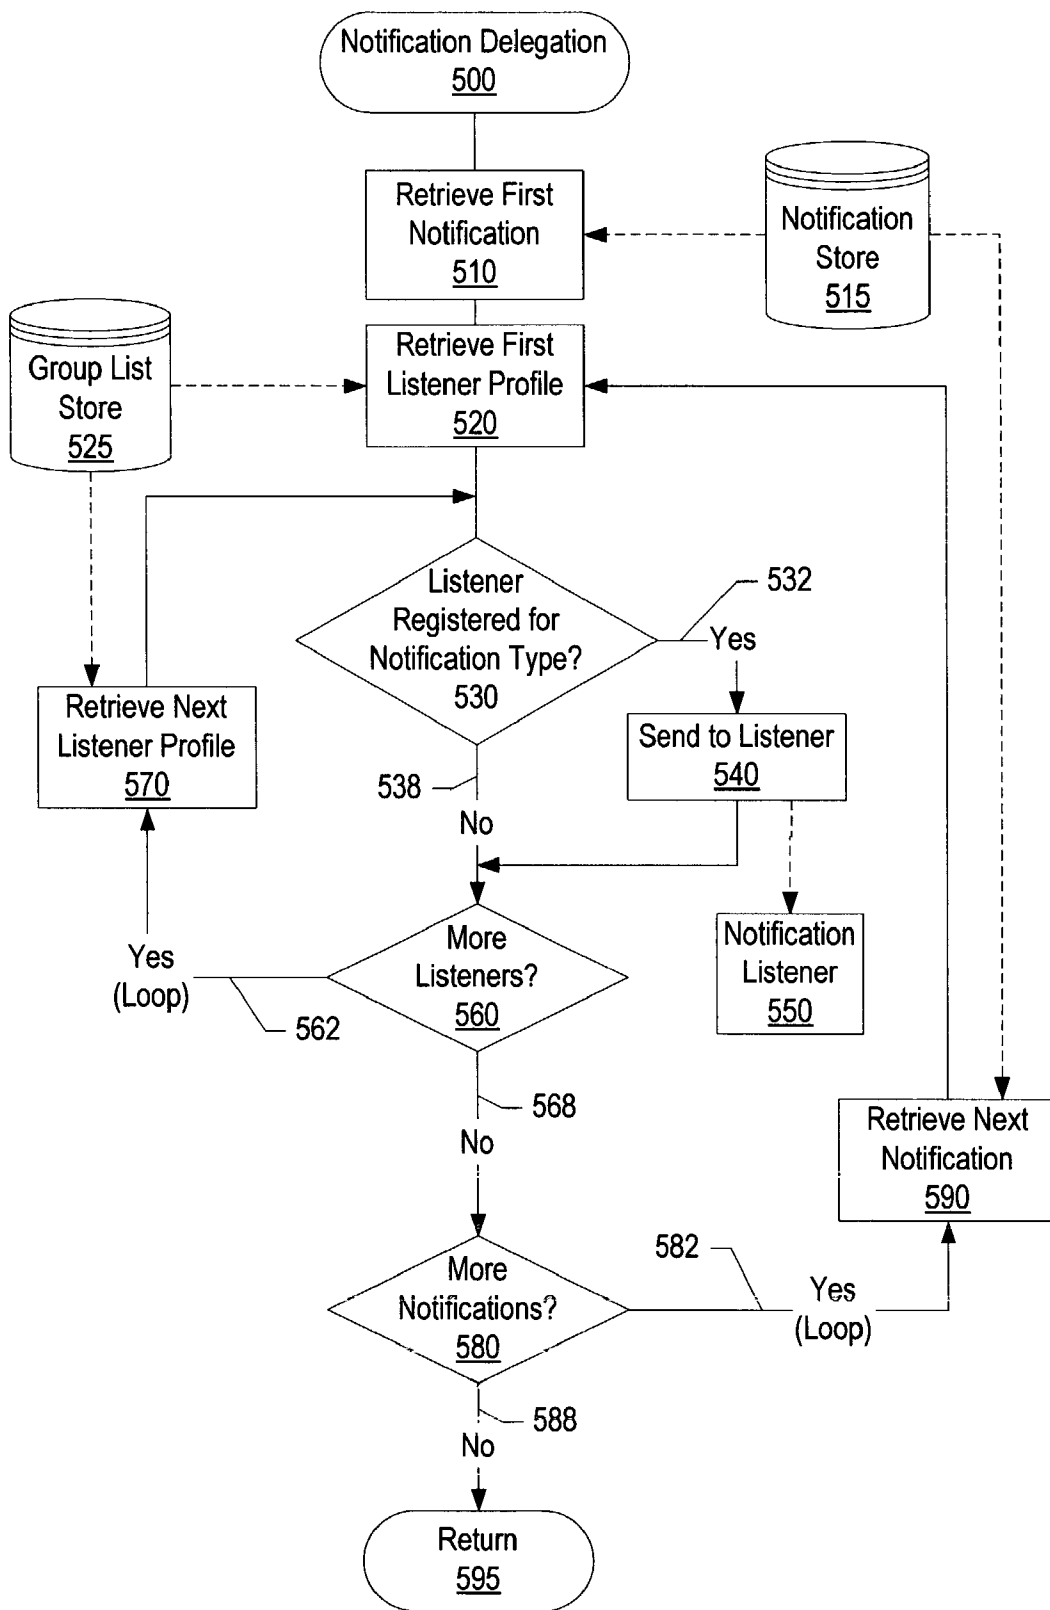 Notification Delegation
500
Retrieve First
Notification
510
Notification
Store
515
Group List
Store
525
Retrieve First
Listener Profile
520
Listener
Registered for
Notification Type?
530
532
Yes
Retrieve Next
Listener Profile
570
Send to Listener
540
538
No
Yes
(Loop)
562
More
Listeners?
560
Notification
Listener
550
568
No
Retrieve Next
Notification
590
More
Notifications?
580
582
Yes
(Loop)
588
No
Return
595